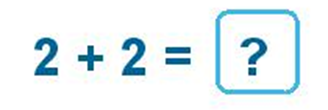 2 + 2 = ?